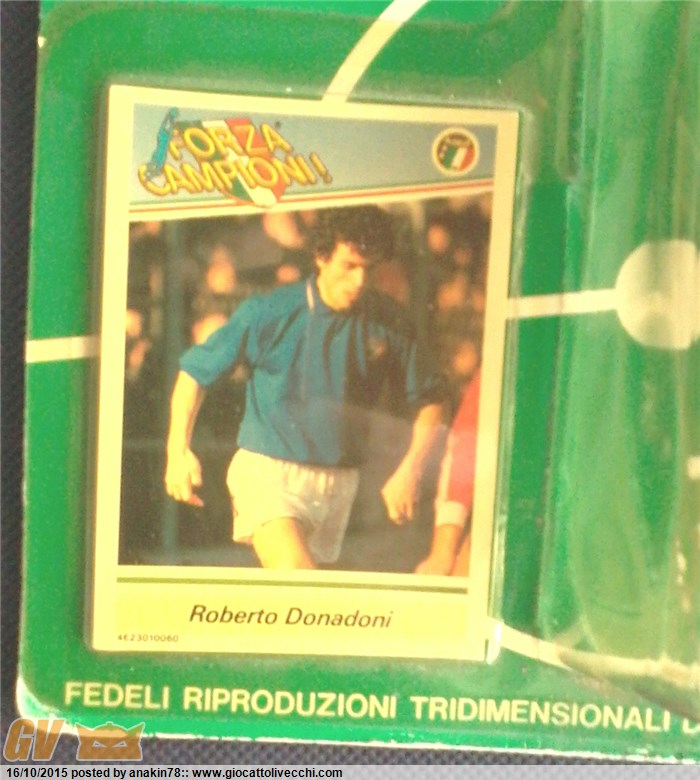 FORZA
CAMPIONI!
Roberto Donadoni
4E23010060
FEDELI RIPRODUZIONI TRIDIMENSIONALI
GV
16/10/2015 posted by anakin78:: www.giocattolivecchi.com